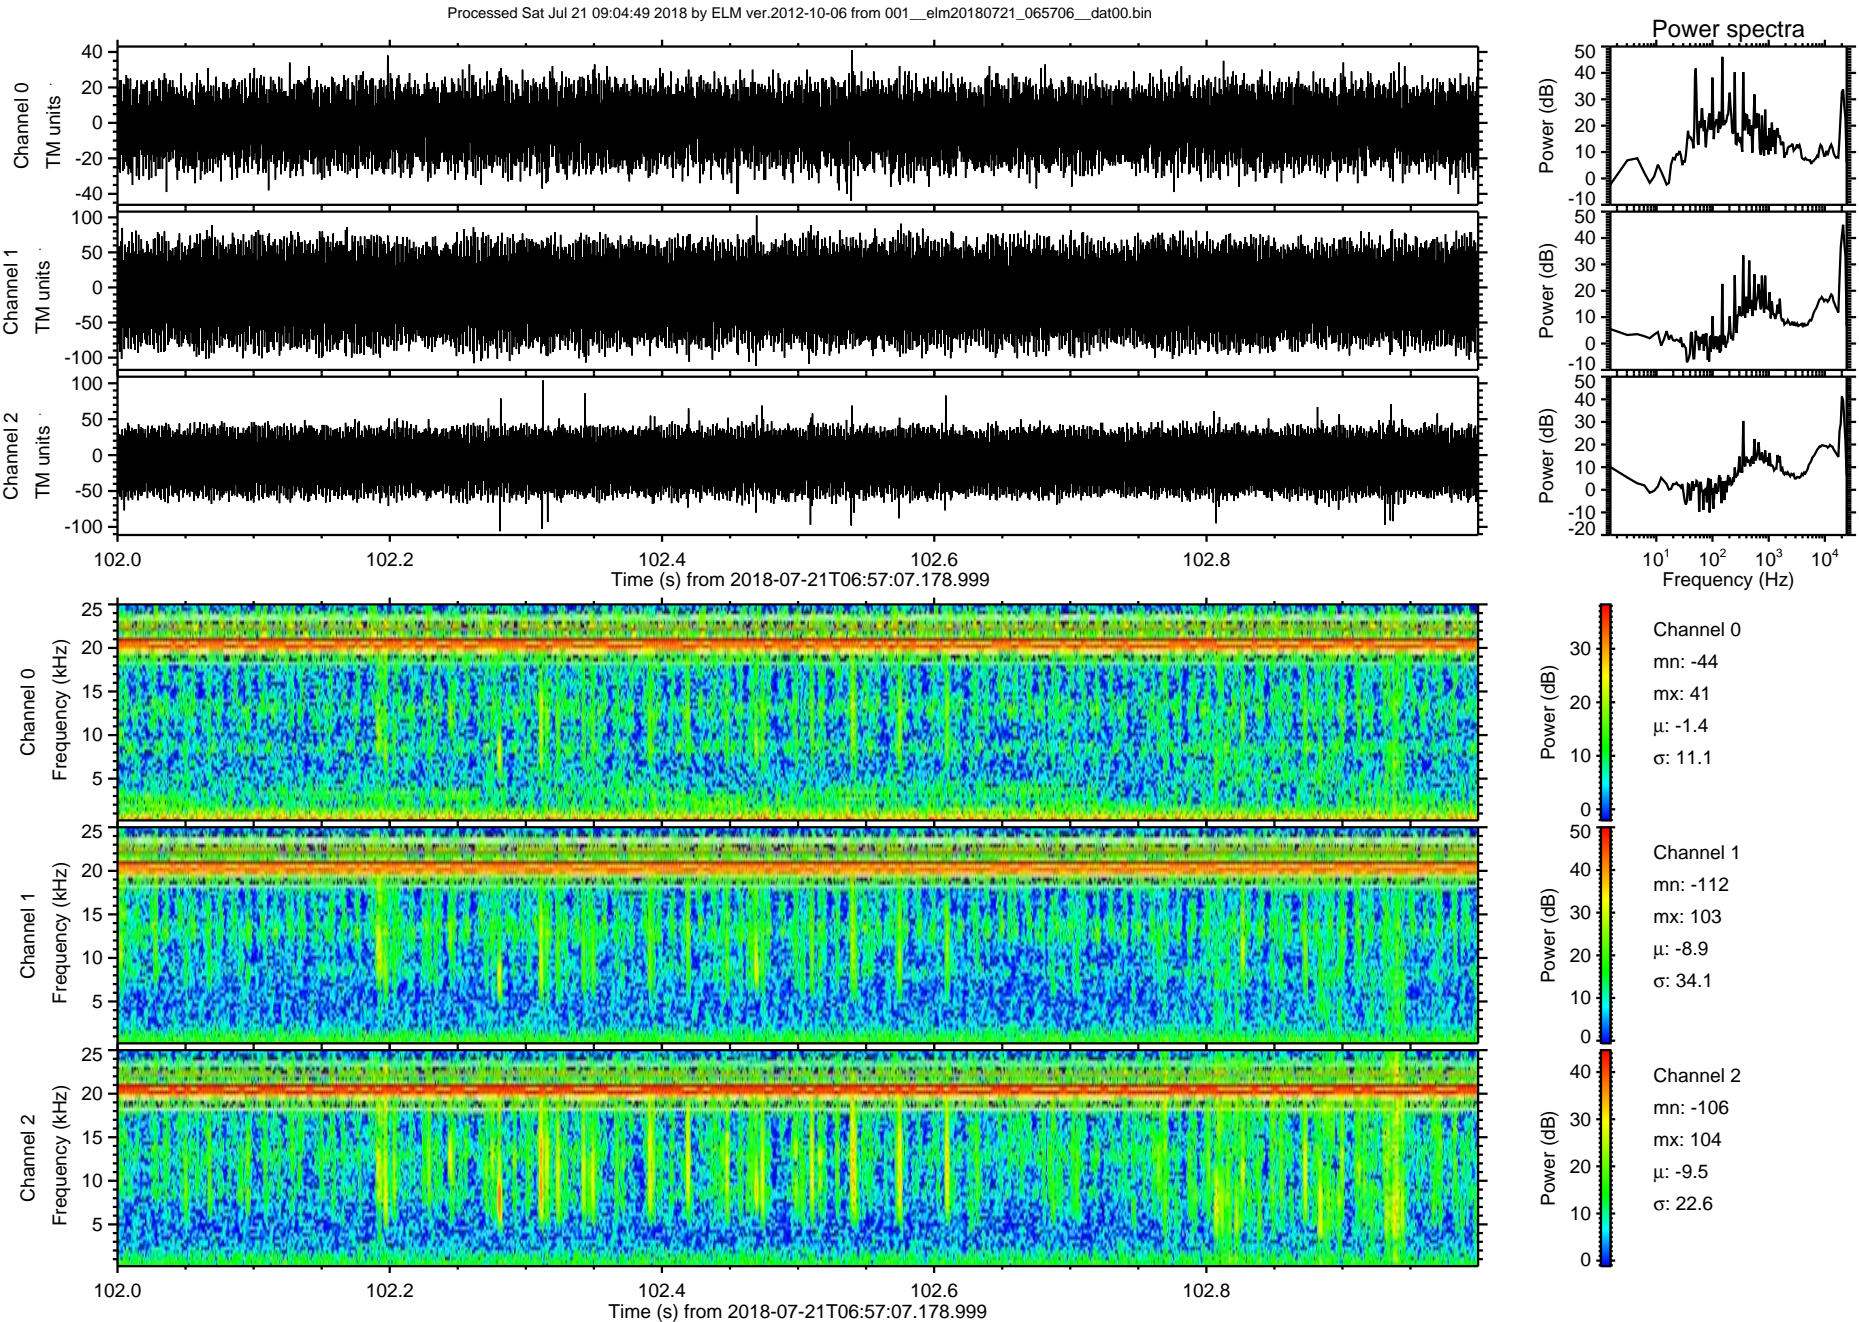 Processed Sat Jul 21 09:04:49 2018 by ELM ver.2012-10-06 from 001__elm20180721_065706__dat00.bin
Power spectra
Channel 0
TM units
40
20
0
-20
-40
Power (dB)
50
40
30
20
10
0
-10
Channel 1
TM units
100
50
0
-50
-100
Power (dB)
50
40
30
20
10
0
-10
Channel 2
TM units
100
50
0
-50
-100
Power (dB)
50
40
30
20
10
0
-10
-20
102.0 102.2 102.4 102.6 102.8
Time (s) from 2018-07-21T06:57:07.178.999
10¹ 10² 10³ 10⁴
Frequency (Hz)
Channel 0
Frequency (kHz)
25
20
15
10
5
Power (dB)
30
20
10
0
Channel 0
mn: -44
mx: 41
μ: -1.4
σ: 11.1
Channel 1
Frequency (kHz)
25
20
15
10
5
Power (dB)
50
40
30
20
10
0
Channel 1
mn: -112
mx: 103
μ: -8.9
σ: 34.1
Channel 2
Frequency (kHz)
25
20
15
10
5
Power (dB)
40
30
20
10
0
Channel 2
mn: -106
mx: 104
μ: -9.5
σ: 22.6
102.0 102.2 102.4 102.6 102.8
Time (s) from 2018-07-21T06:57:07.178.999